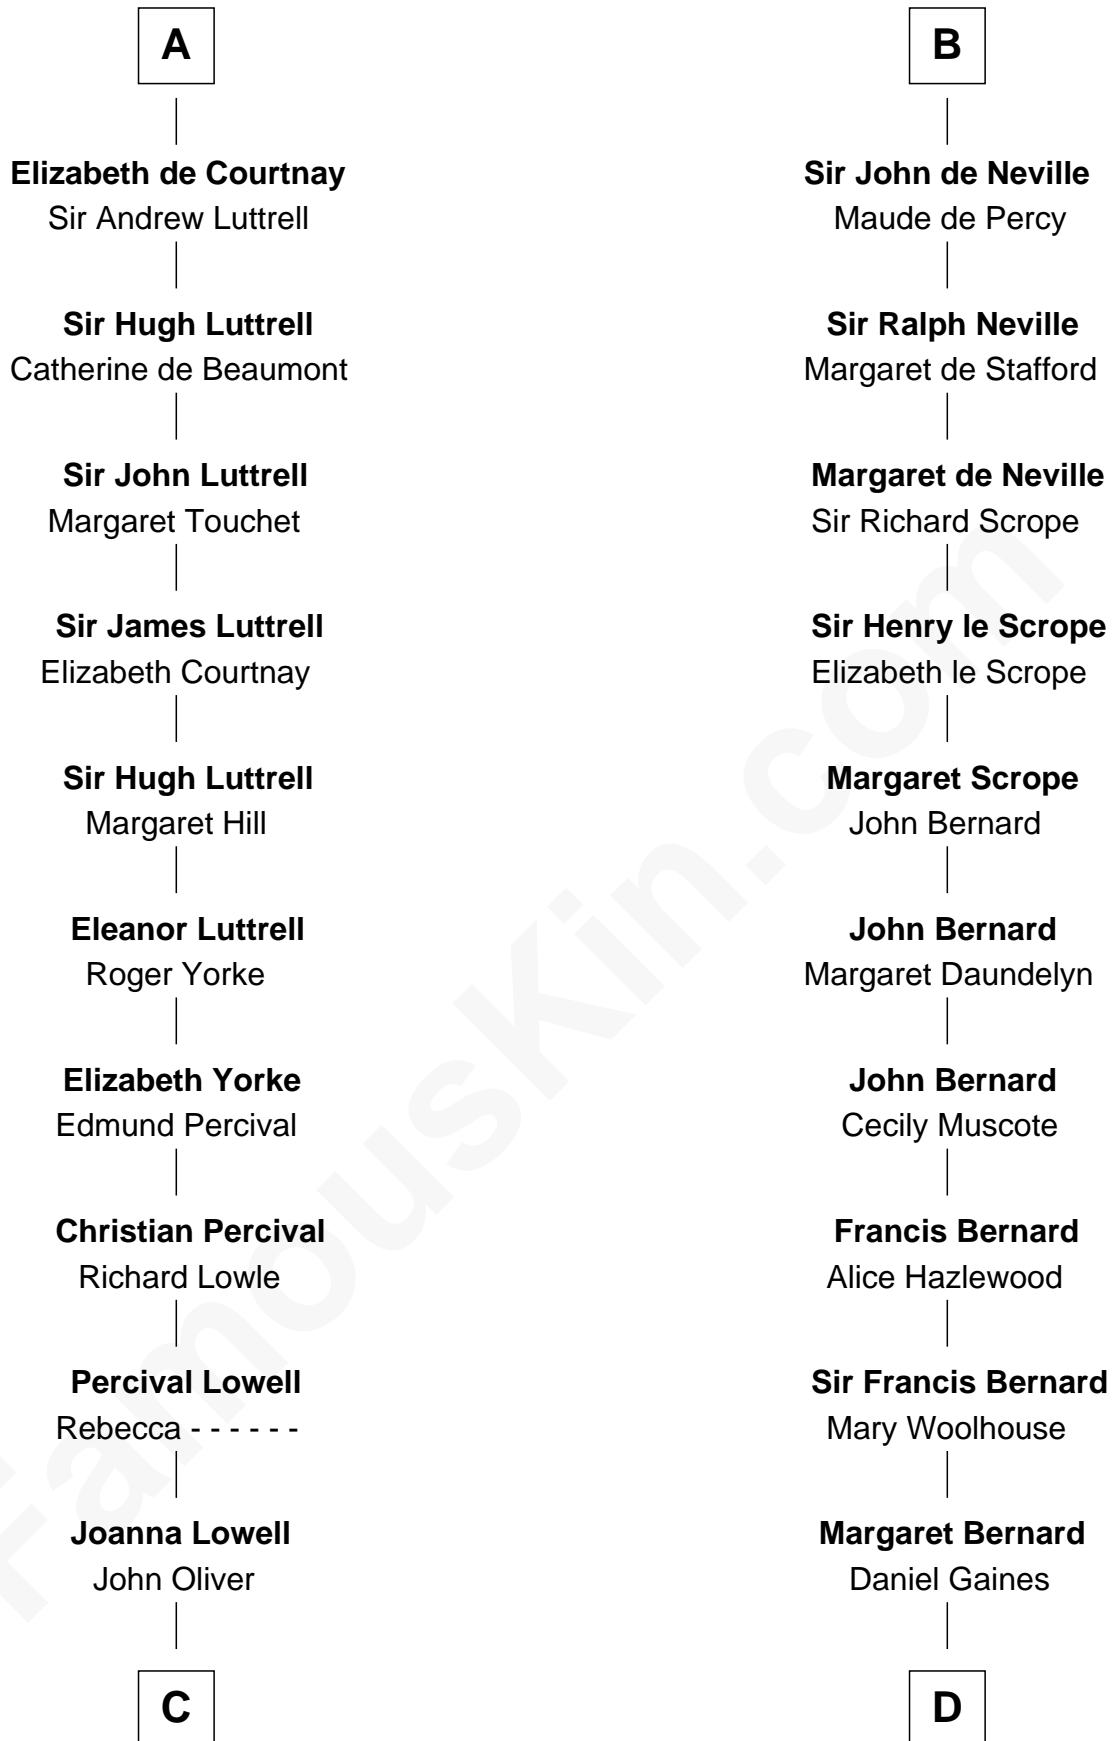 A
Elizabeth de Courtnay
Sir Andrew Luttrell
Sir Hugh Luttrell
Catherine de Beaumont
Sir John Luttrell
Margaret Touchet
Sir James Luttrell
Elizabeth Courtnay
Sir Hugh Luttrell
Margaret Hill
Eleanor Luttrell
Roger Yorke
Elizabeth Yorke
Edmund Percival
Christian Percival
Richard Lowle
Percival Lowell
Rebecca - - - - - -
Joanna Lowell
John Oliver
C
B
Sir John de Neville
Maude de Percy
Sir Ralph Neville
Margaret de Stafford
Margaret de Neville
Sir Richard Scrope
Sir Henry le Scrope
Elizabeth le Scrope
Margaret Scrope
John Bernard
John Bernard
Margaret Daundelyn
John Bernard
Cecily Muscote
Francis Bernard
Alice Hazlewood
Sir Francis Bernard
Mary Woolhouse
Margaret Bernard
Daniel Gaines
D
FamousKin.com